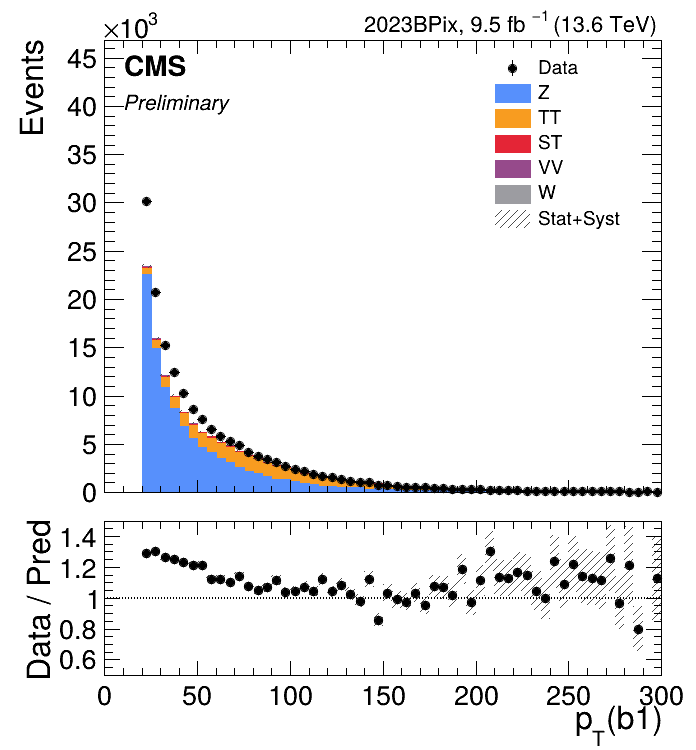 ×10³
2023BPix, 9.5 fb⁻¹ (13.6 TeV)
Events
CMS
Preliminary
Data
Z
TT
ST
VV
W
Stat+Syst
45
40
35
30
25
20
15
10
5
0
Data / Pred
1.4
1.2
1
0.8
0.6
0 50 100 150 200 250 300
p_T(b1)